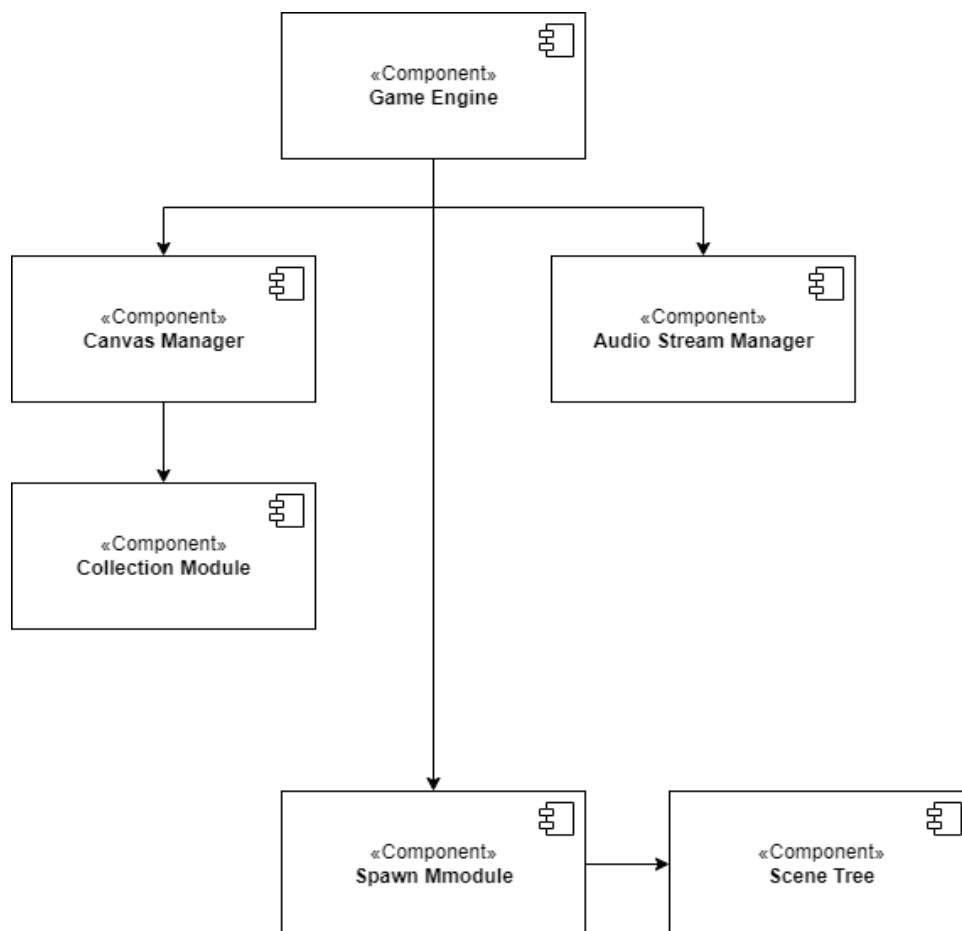 «Component»
Game Engine
«Component»
Canvas Manager
«Component»
Audio Stream Manager
«Component»
Collection Module
«Component»
Spawn Mmodule
«Component»
Scene Tree